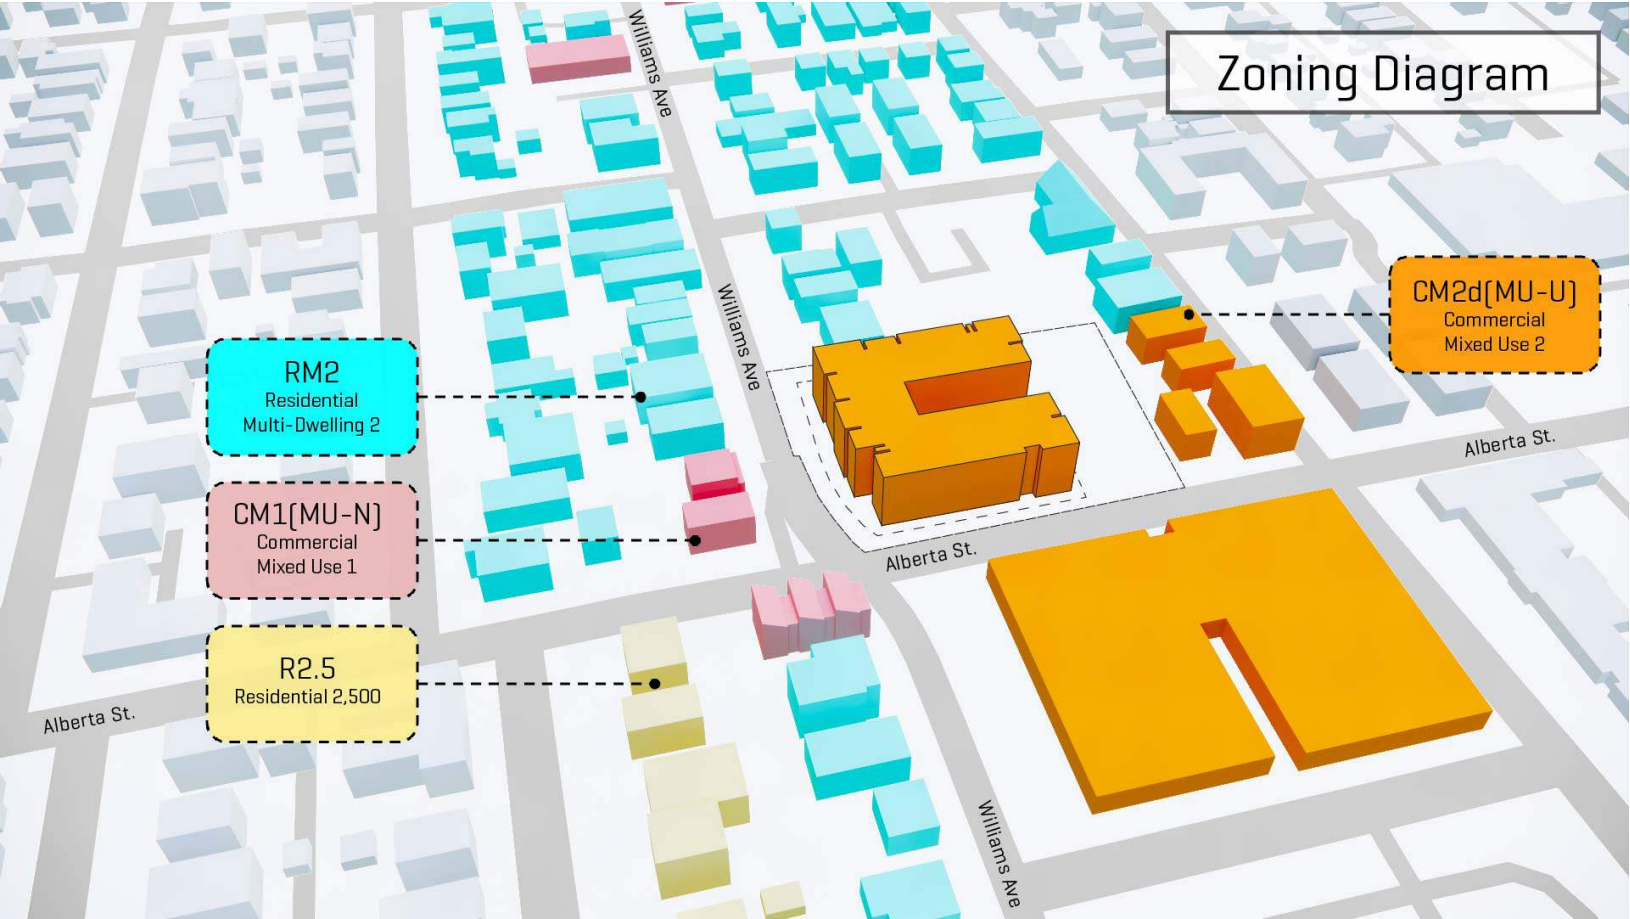 Zoning Diagram
Williams Ave
CM2d(MU-U)
Commercial
Mixed Use 2
Williams Ave
RM2
Residential
Multi-Dwelling 2
Alberta St.
CM1(MU-N)
Commercial
Mixed Use 1
Alberta St.
R2.5
Residential 2,500
Alberta St.
Williams Ave